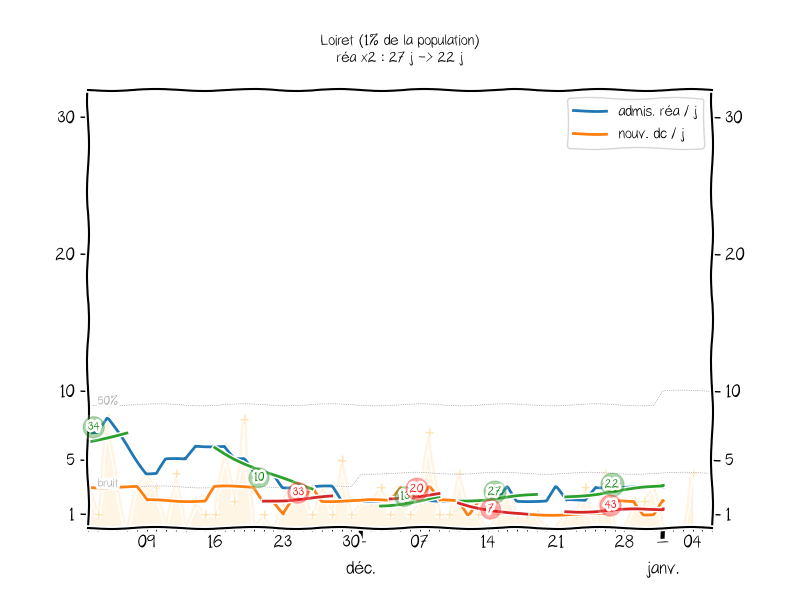 Loiret (1% de la population)
réa x2 : 27 j -> 22 j
admis. réa / j
nouv. dc / j
30 30
20 20
10 10
50%
5 5
bruit
1 1
34
10
33
20
27
7
22
43
09 16 23 30 07 14 21 28 04
déc. janv.